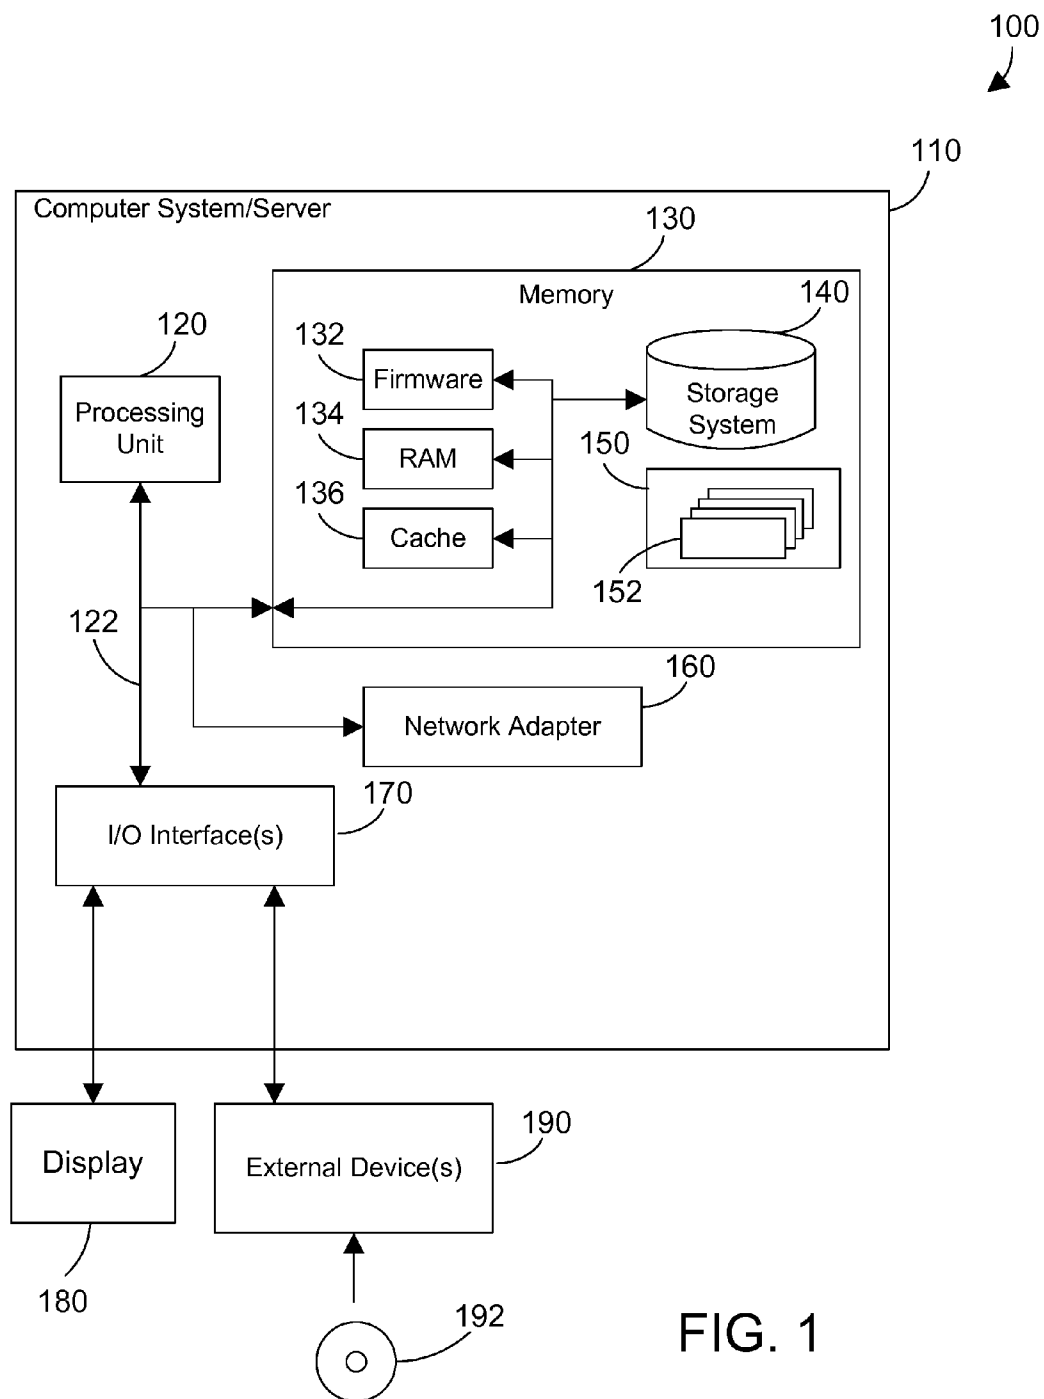 100
110
Computer System/Server
130
Memory
140
120
132
Firmware
Processing
Unit
Storage
System
134
RAM
150
136
Cache
152
122
160
Network Adapter
170
I/O Interface(s)
190
Display
External Device(s)
180
192
FIG. 1